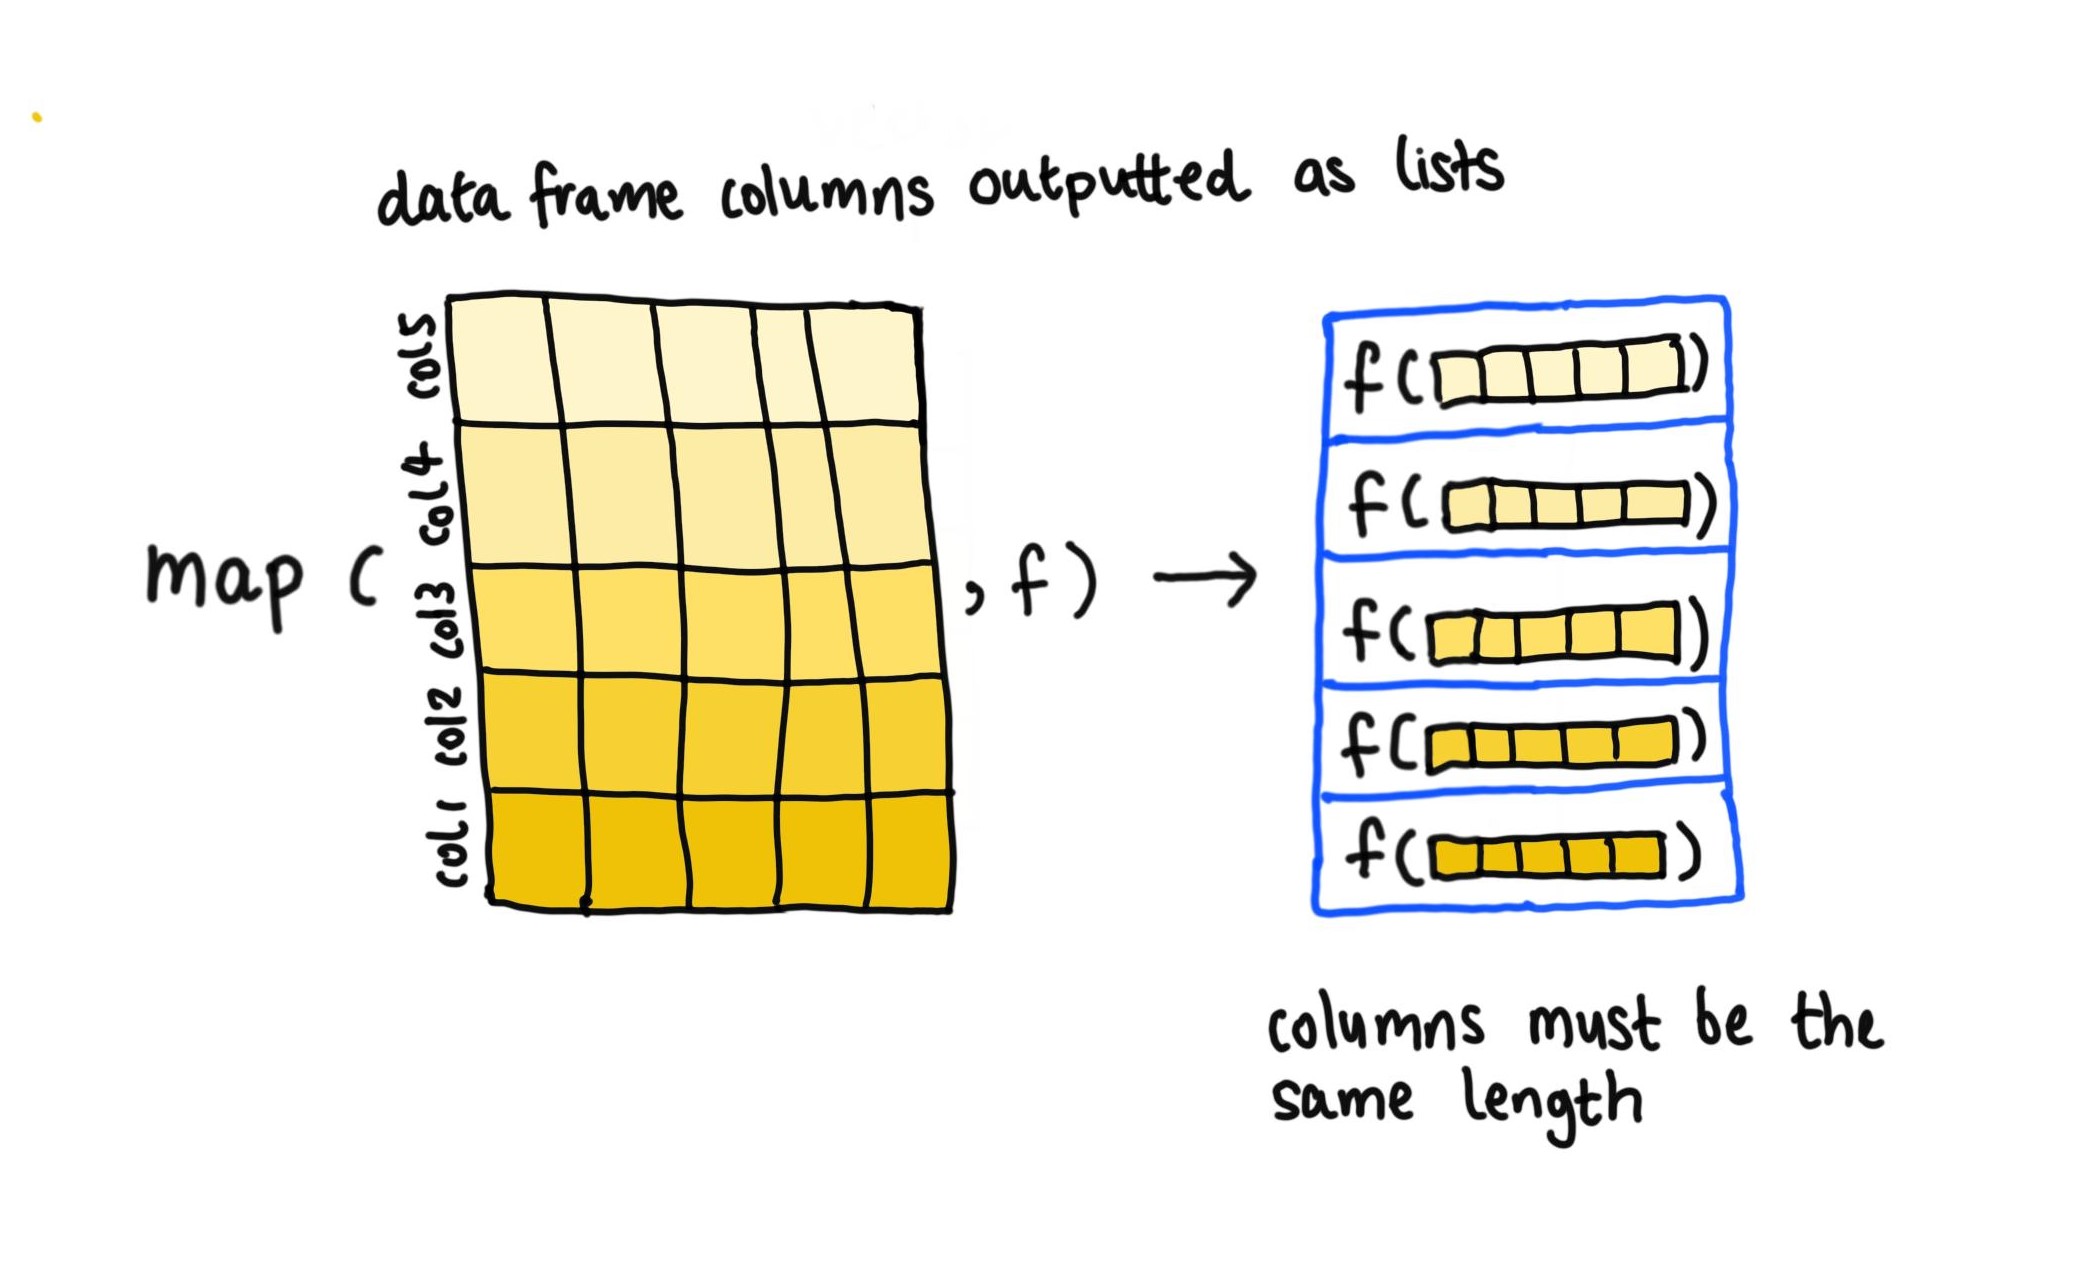 data frame columns outputted as lists
col5
col4
col3
col2
col1
map ( , f ) →
f( )
f( )
f( )
f( )
f( )
columns must be the
same length